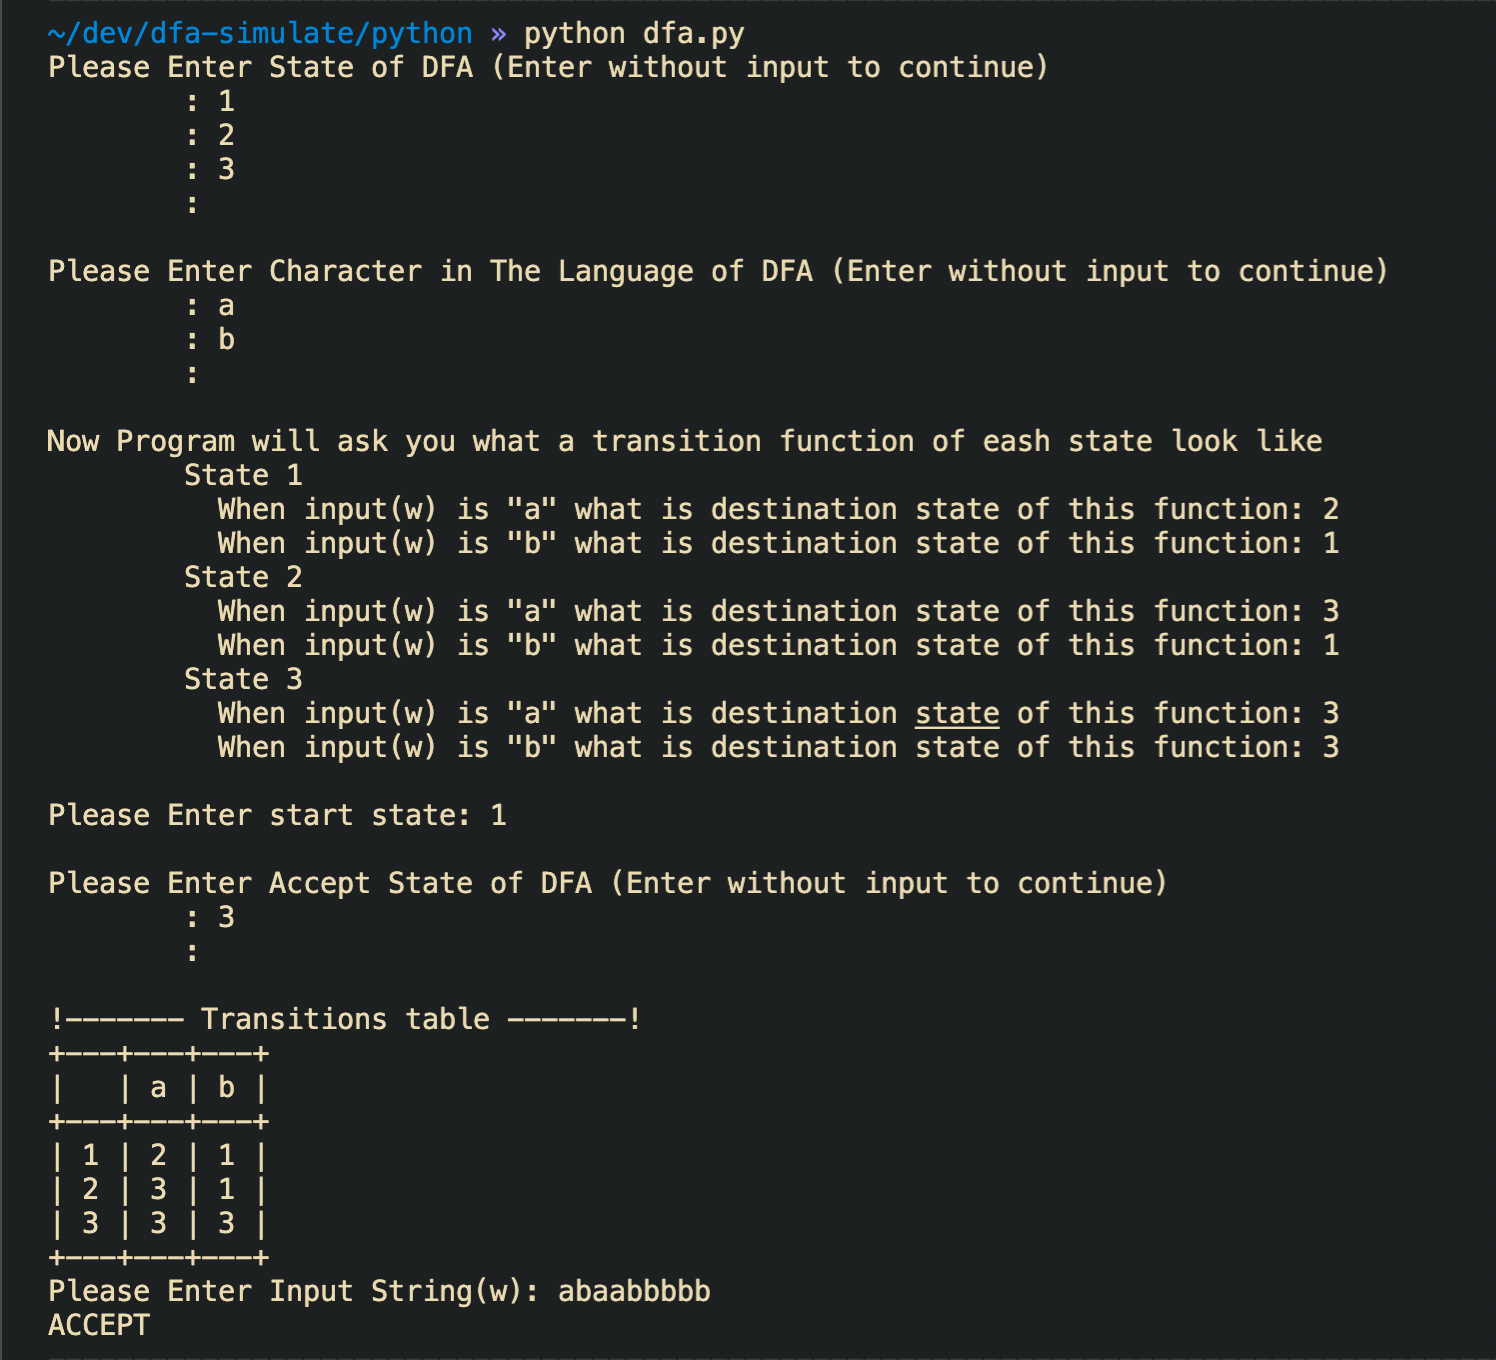 ~/dev/dfa-simulate/python » python dfa.py
Please Enter State of DFA (Enter without input to continue)
        : 1
        : 2
        : 3
        :
Please Enter Character in The Language of DFA (Enter without input to continue)
        : a
        : b
        :
Now Program will ask you what a transition function of each state look like
        State 1
          When input(w) is "a" what is destination state of this function: 2
          When input(w) is "b" what is destination state of this function: 1
        State 2
          When input(w) is "a" what is destination state of this function: 3
          When input(w) is "b" what is destination state of this function: 1
        State 3
          When input(w) is "a" what is destination state of this function: 3
          When input(w) is "b" what is destination state of this function: 3
Please Enter start state: 1
Please Enter Accept State of DFA (Enter without input to continue)
        : 3
        :
!------- Transitions table -------!
+---+---+---+
|   | a | b |
+---+---+---+
| 1 | 2 | 1 |
| 2 | 3 | 1 |
| 3 | 3 | 3 |
+---+---+---+
Please Enter Input String(w): abaabbbbb
ACCEPT